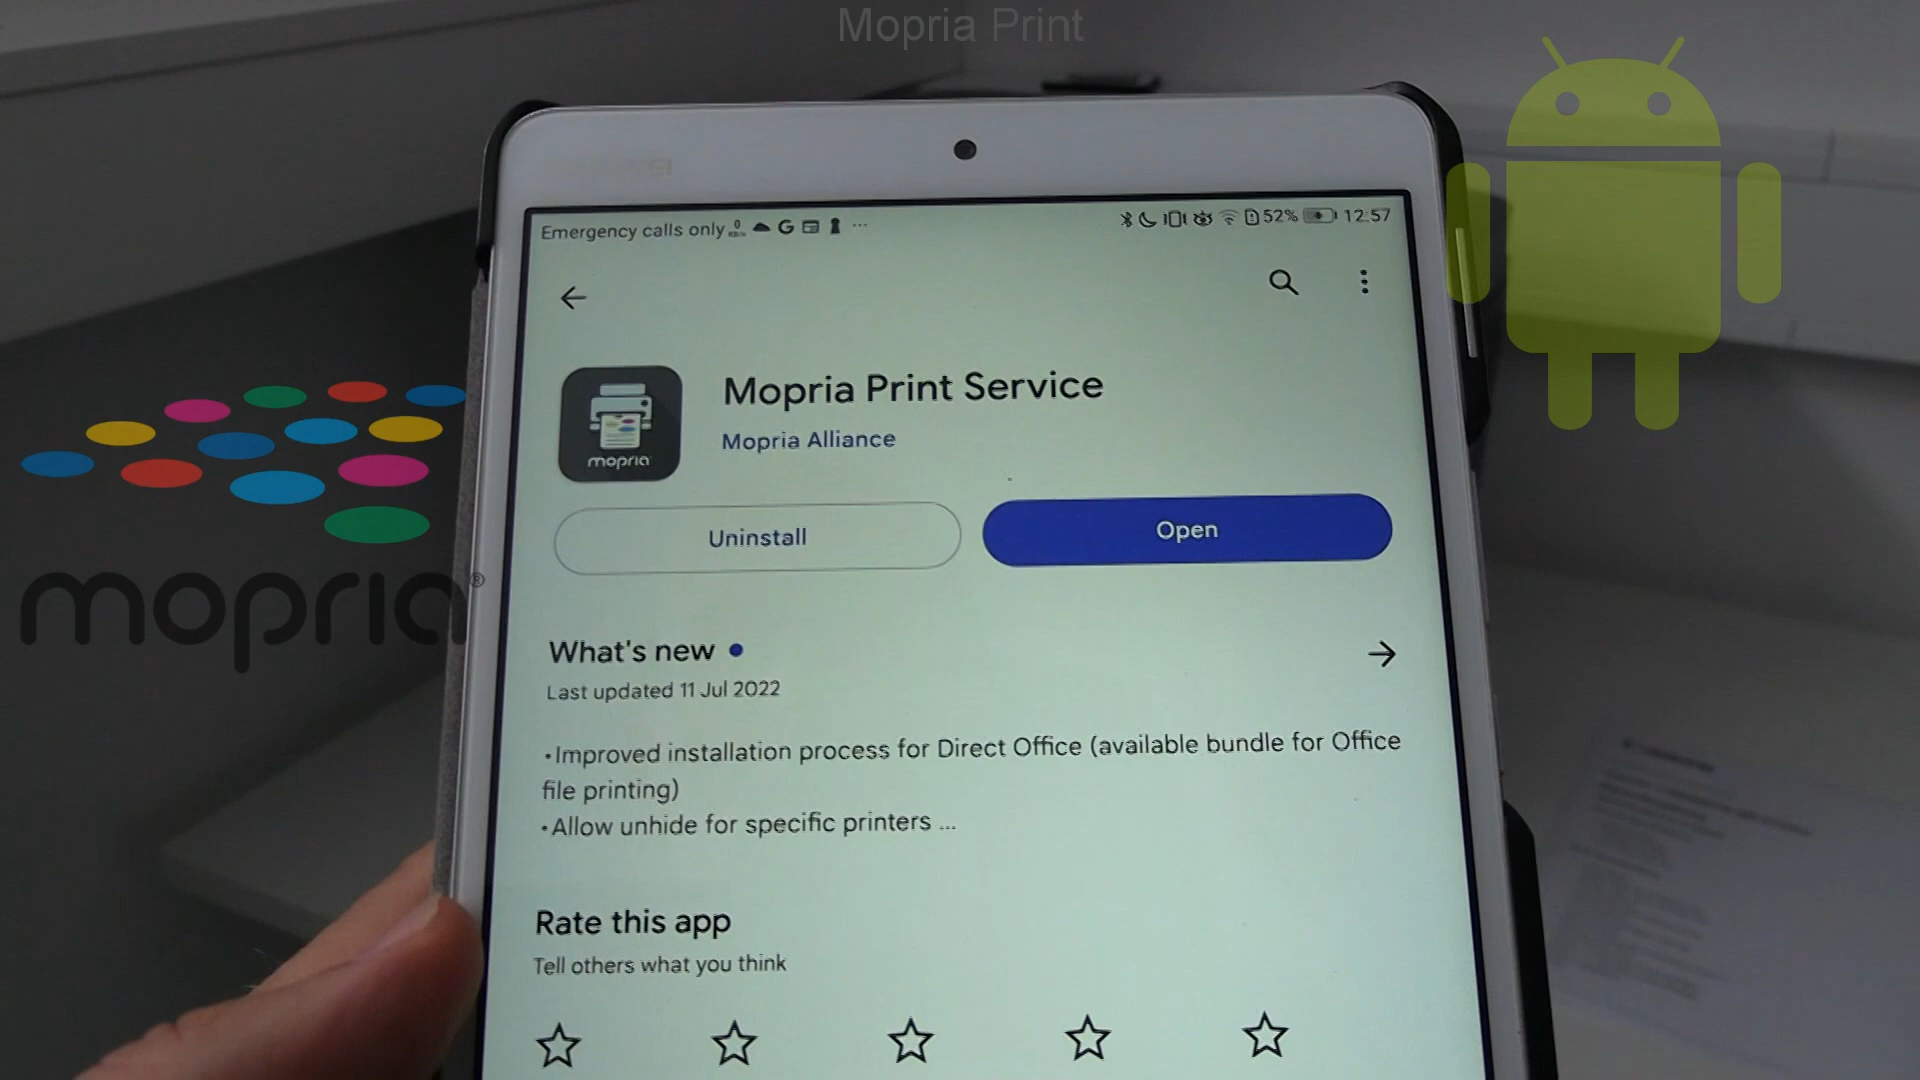 Mopria Print
Emergency calls only 52% 12:57
Mopria Print Service
Mopria Alliance
mopria
Uninstall
Open
mopria®
What's new
Last updated 11 Jul 2022
•Improved installation process for Direct Office (available bundle for Office
file printing)
•Allow unhide for specific printers ...
Rate this app
Tell others what you think